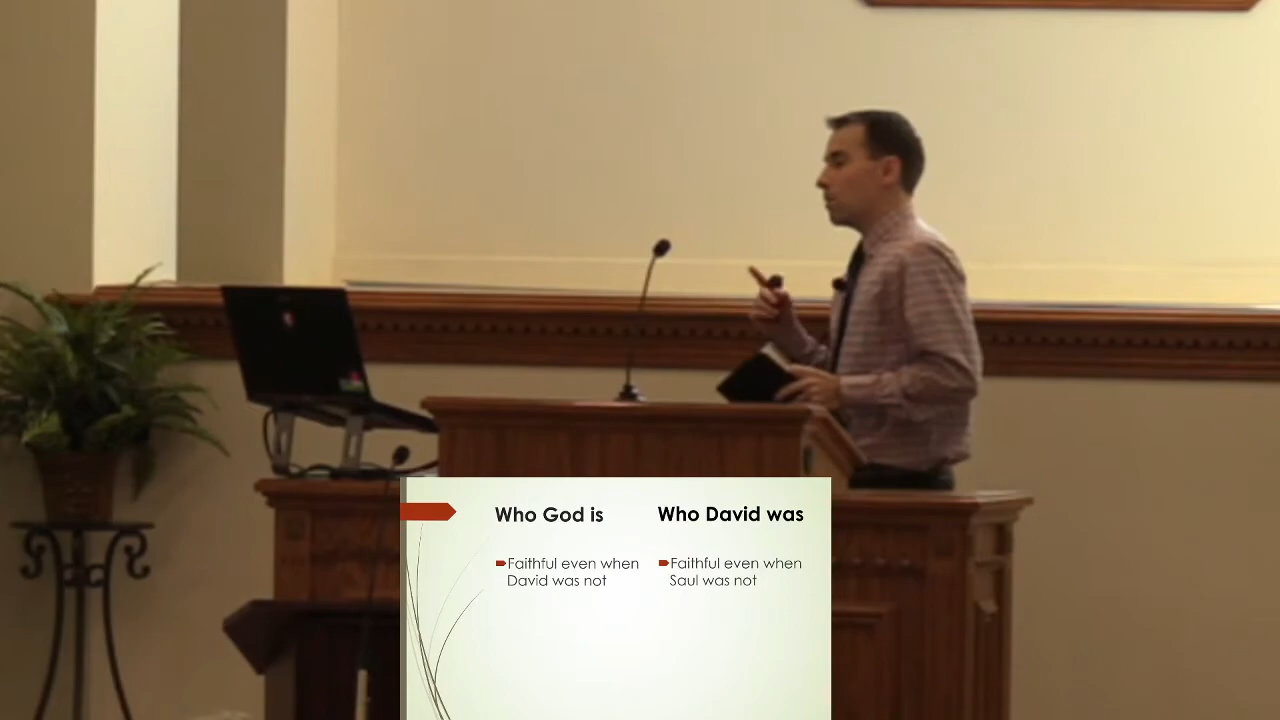 Who God is
Who David was
Faithful even when
David was not
Faithful even when
Saul was not